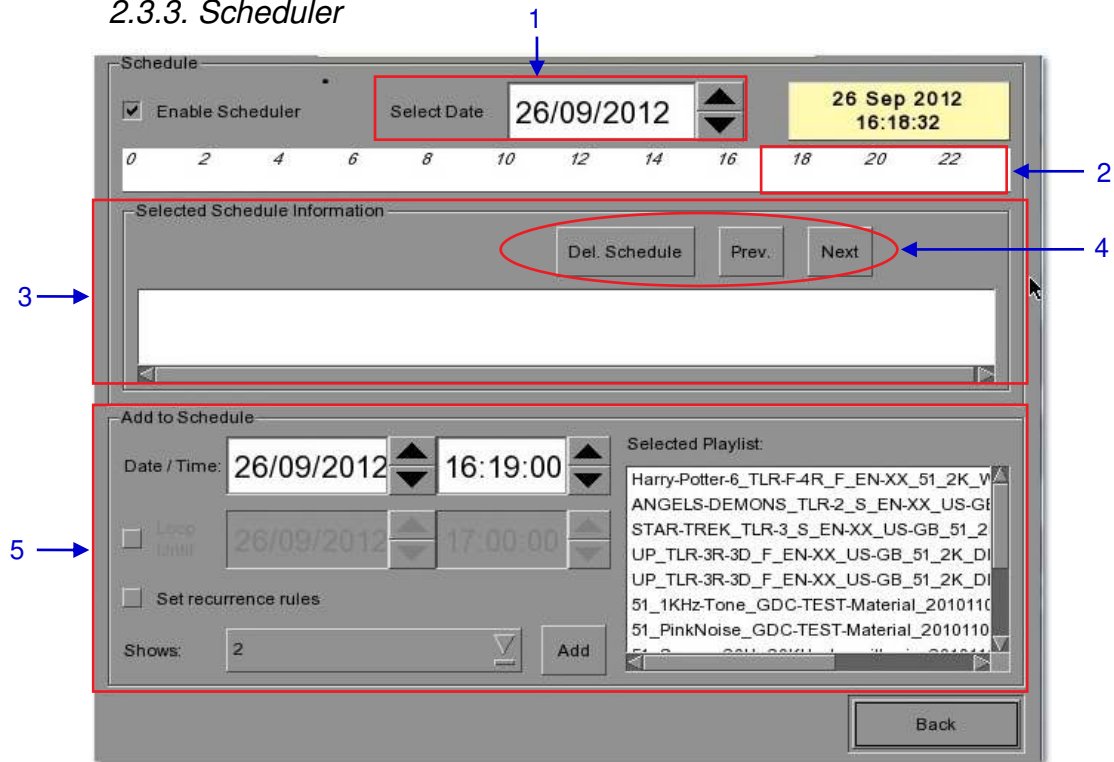 2.3.3. Scheduler
1
Schedule
Enable Scheduler
Select Date
26/09/2012
26 Sep 2012
16:18:32
0 2 4 6 8 10 12 14 16 18 20 22
2
Selected Schedule Information
Del. Schedule
Prev.
Next
4
3
Add to Schedule
Date / Time:
26/09/2012
16:19:00
Loop
Until
26/09/2012
17:00:00
5
Set recurrence rules
Shows:
2
Add
Selected Playlist:
Harry-Potter-6_TLR-F-4R_F_EN-XX_51_2K_W
ANGELS-DEMONS_TLR-2_S_EN-XX_US-GB
STAR-TREK_TLR-3_S_EN-XX_US-GB_51_2
UP_TLR-3R-3D_F_EN-XX_US-GB_51_2K_DI
UP_TLR-3R-3D_F_EN-XX_US-GB_51_2K_DI
51_1KHz-Tone_GDC-TEST-Material_2010110
51_PinkNoise_GDC-TEST-Material_2010110
Back